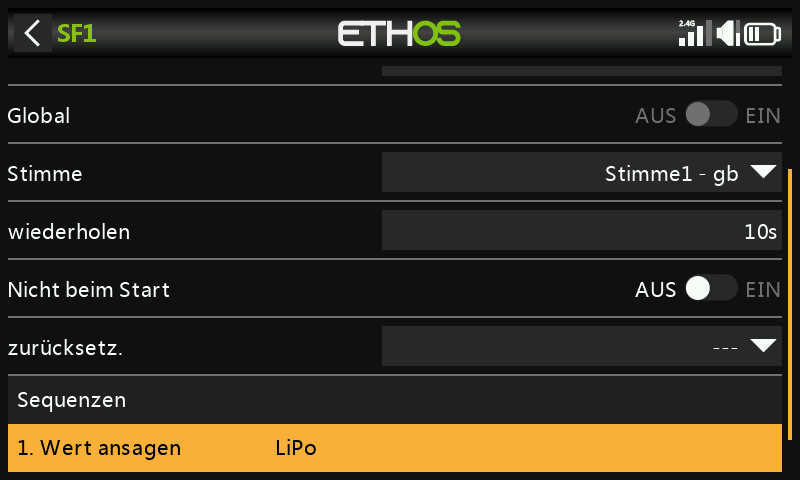 SF1
ETHOS
2.4G
Global AUS EIN
Stimme Stimme1 - gb
wiederholen 10s
Nicht beim Start AUS EIN
zurücksetz. ---
Sequenzen
1. Wert ansagen LiPo